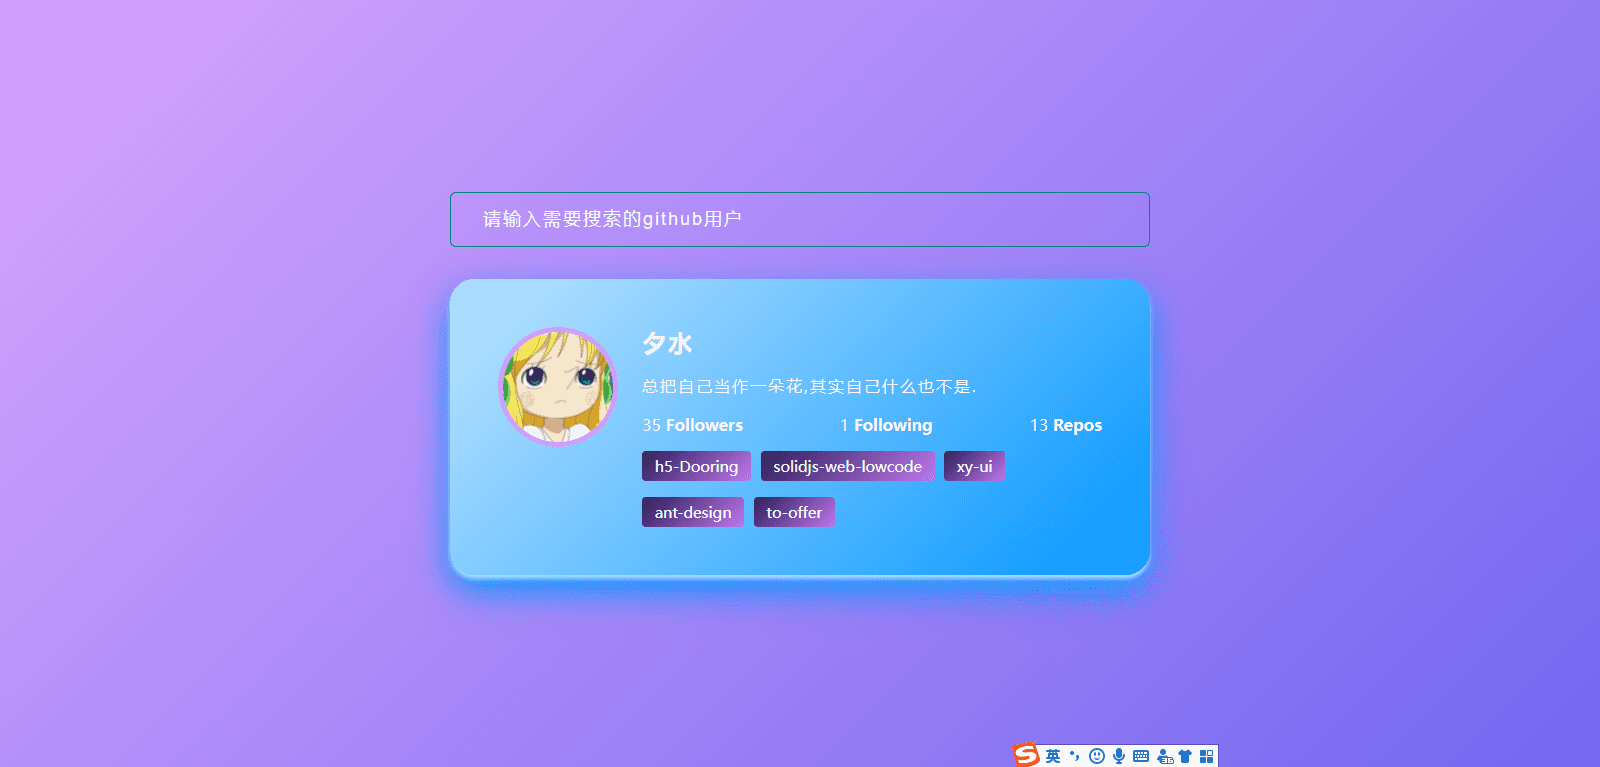 请输入需要搜索的github用户
夕水
总把自己当作一朵花,其实自己什么也不是.
35 Followers 1 Following 13 Repos
h5-Dooring solidjs-web-lowcode xy-ui
ant-design to-offer
S 英